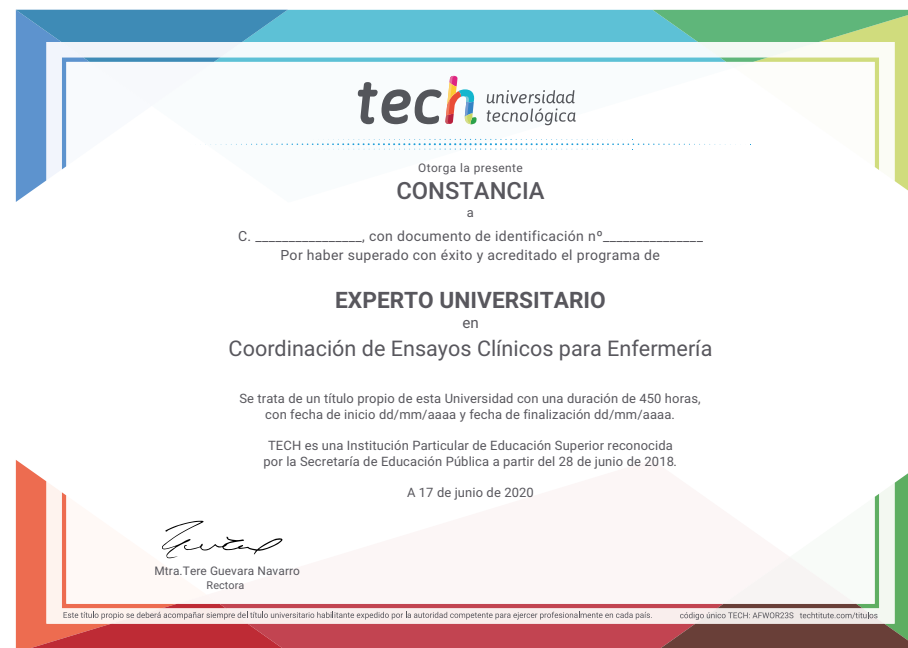 tech universidad
tecnológica
Otorga la presente
CONSTANCIA
a
C. ________________, con documento de identificación nº_______________
Por haber superado con éxito y acreditado el programa de
EXPERTO UNIVERSITARIO
en
Coordinación de Ensayos Clínicos para Enfermería
Se trata de un título propio de esta Universidad con una duración de 450 horas,
con fecha de inicio dd/mm/aaaa y fecha de finalización dd/mm/aaaa.
TECH es una Institución Particular de Educación Superior reconocida
por la Secretaría de Educación Pública a partir del 28 de junio de 2018.
A 17 de junio de 2020
Mtra.Tere Guevara Navarro
Rectora
Este título propio se deberá acompañar siempre del título universitario habilitante expedido por la autoridad competente para ejercer profesionalmente en cada país. código único TECH: AFWOR23S techtitute.com/titulos